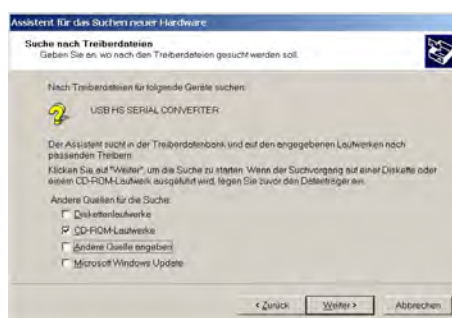 Assistent für das Suchen neuer Hardware
Suche nach Treiberdateien
Geben Sie an, wo nach den Treiberdateien gesucht werden soll.
Nach Treiberdateien für folgende Geräte suchen:
USB HS SERIAL CONVERTER
Der Assistent sucht in der Treiberdatenbank und auf den angegebenen Laufwerken nach
passenden Treibern.
Klicken Sie auf "Weiter", um die Suche zu starten. Wenn der Suchvorgang auf einer Diskette oder
einem CD-ROM-Laufwerk ausgeführt wird, legen Sie zuvor den Datenträger ein.
Andere Quellen für die Suche:
Diskettenlaufwerke
CD-ROM-Laufwerke
Andere Quelle angeben
Microsoft Windows Update
< Zurück Weiter > Abbrechen